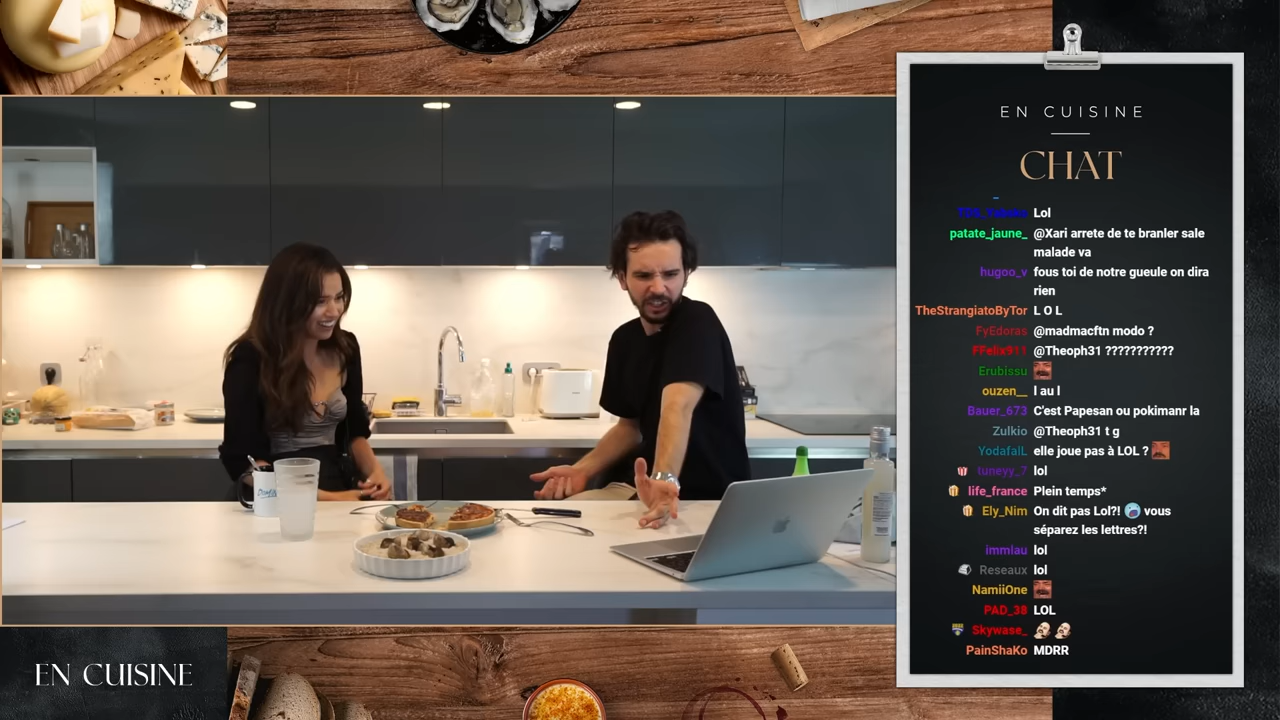 EN CUISINE
CHAT
Lol
patate_jaune_ @Xari arrete de te branler sale
malade va
hugoo_v fous toi de notre gueule on dira
rien
TheStrangiatoByTor L O L
FyEdoras @madmacftn modo ?
FFelix911 @Theoph31 ???????????
Erubissu
ouzen__ l au l
Bauer_673 C'est Papesan ou pokimanr la
Zulkio @Theoph31 t g
YodafalL elle joue pas à LOL ?
tuneyy_7 lol
life_france Plein temps*
Ely_Nim On dit pas Lol?! vous
séparez les lettres?!
immiau lol
Reseaux lol
NamiiOne
PAD_38 LOL
Skywase_
PainShaKo MDRR
EN CUISINE